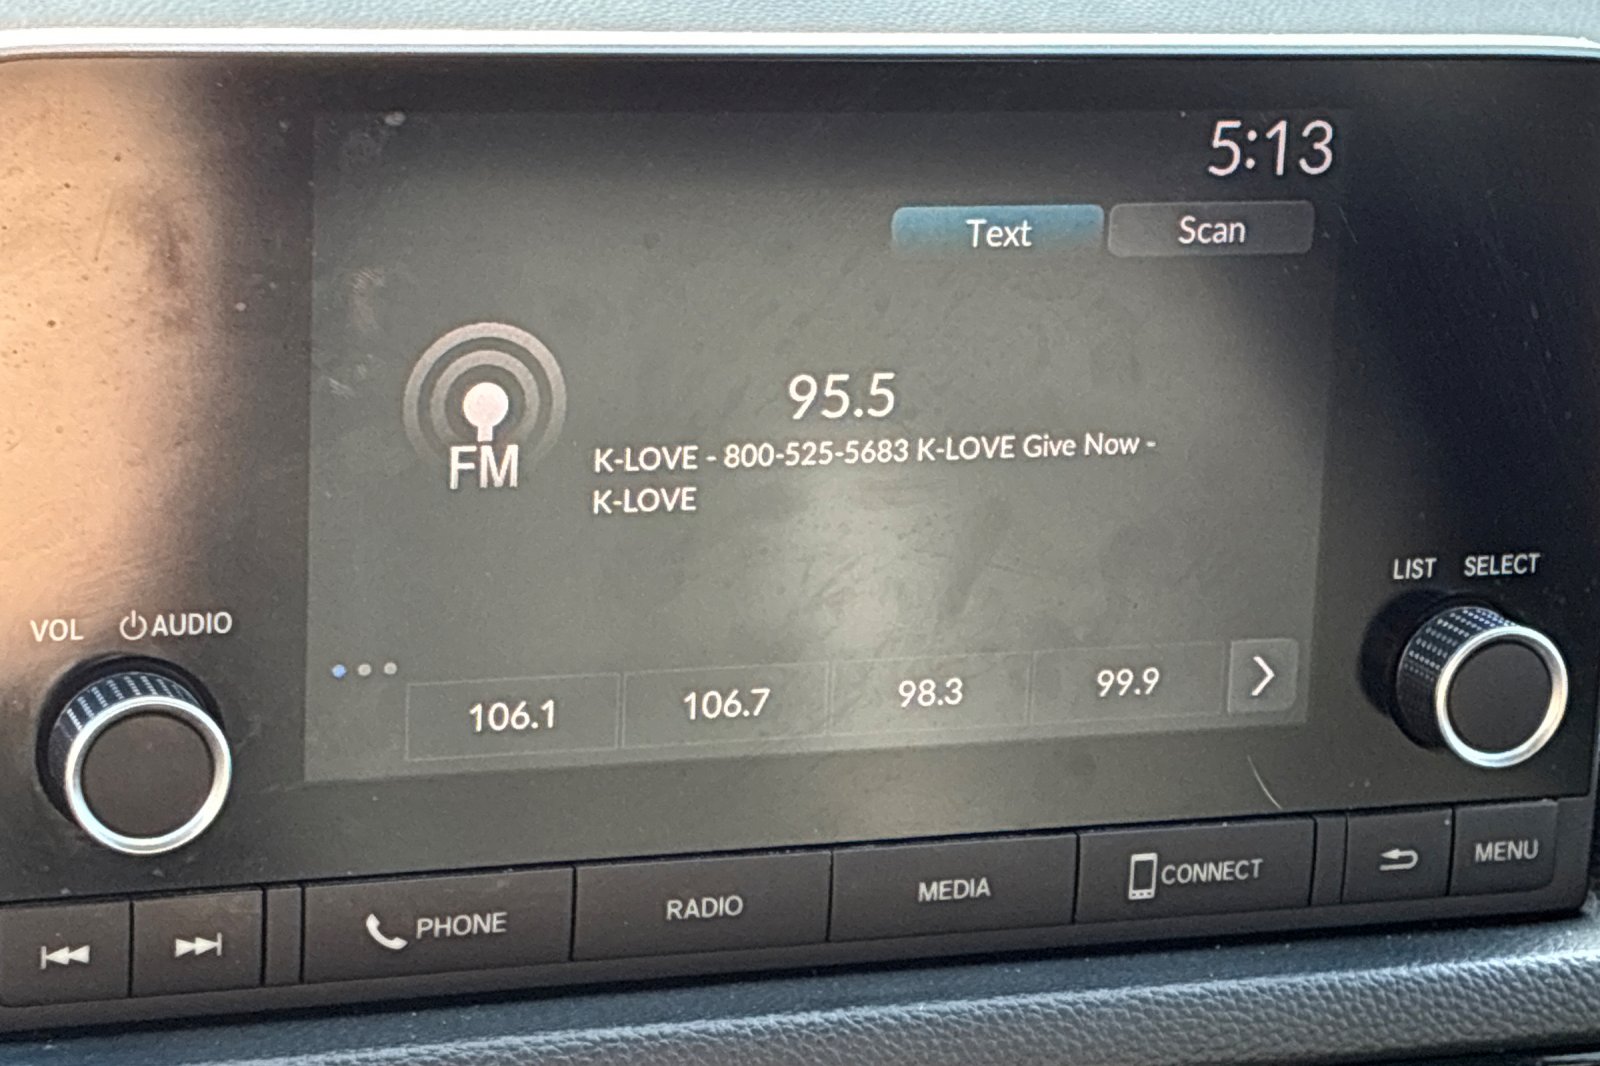 5:13
Text Scan
95.5
FM
K-LOVE - 800-525-5683 K-LOVE Give Now -
K-LOVE
LIST SELECT
VOL AUDIO
106.1 106.7 98.3 99.9
PHONE RADIO MEDIA CONNECT MENU